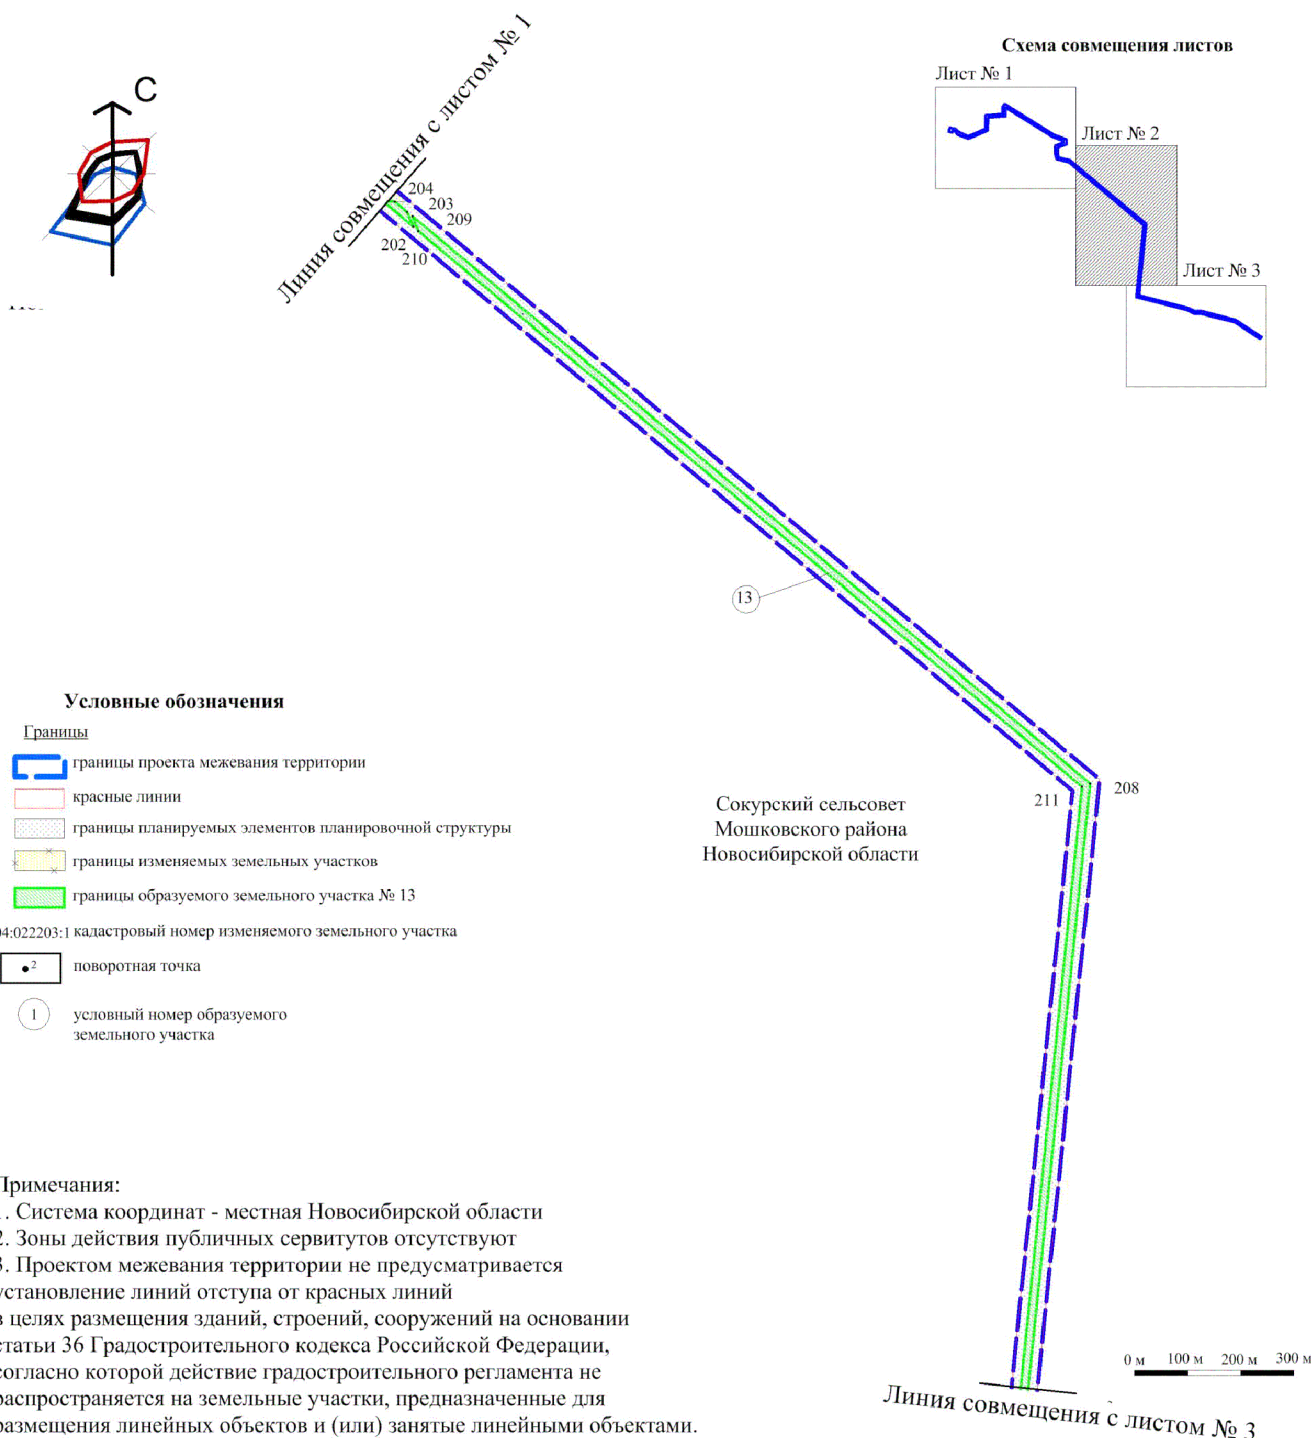 Линия совмещения с листом № 1
С
Схема совмещения листов
Лист № 1
Лист № 2
Лист № 3
204
203
209
202
210
13
211
208
Сокурский сельсовет
Мошковского района
Новосибирской области
Условные обозначения
Границы
границы проекта межевания территории
красные линии
границы планируемых элементов планировочной структуры
границы изменяемых земельных участков
границы образуемого земельного участка № 13
04:022203:1 кадастровый номер изменяемого земельного участка
2 поворотная точка
1 условный номер образуемого
земельного участка
Примечания:
. Система координат - местная Новосибирской области
2. Зоны действия публичных сервитутов отсутствуют
3. Проектом межевания территории не предусматривается
установление линий отступа от красных линий
в целях размещения зданий, строений, сооружений на основании
статьи 36 Градостроительного кодекса Российской Федерации,
согласно которой действие градостроительного регламента не
распространяется на земельные участки, предназначенные для
размещения линейных объектов и (или) занятые линейными объектами.
0 м 100 м 200 м 300 м
Линия совмещения с листом № 3